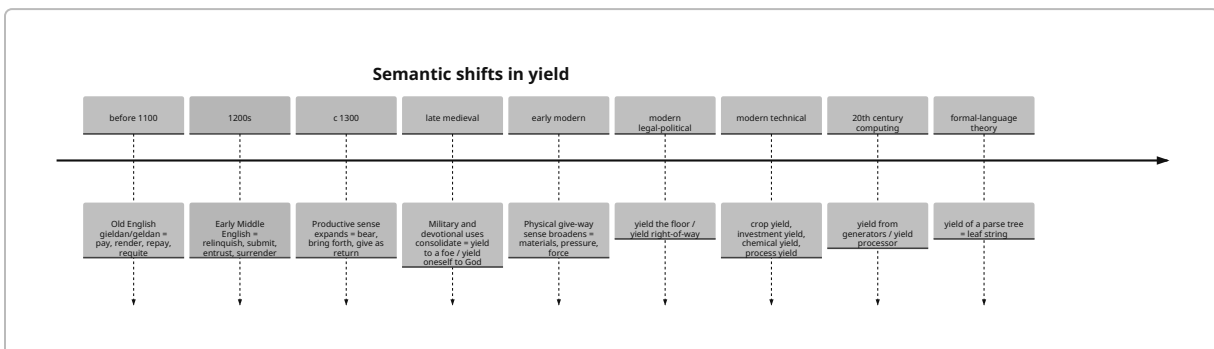 Semantic shifts in yield
before 1100
1200s
c 1300
late medieval
early modern
modern
legal-political
modern technical
20th century
computing
formal-language
theory
Old English
gieldan/geldan =
pay, render, repay,
requite
Early Middle
English =
relinquish, submit,
entrust, surrender
Productive sense
expands = bear,
bring forth, give as
return
Military and
devotional uses
consolidate = yield
to a foe / yield
oneself to God
Physical give-way
sense broadens =
materials, pressure,
force
yield the floor /
yield right-of-way
crop yield,
investment yield,
chemical yield,
process yield
yield from
generators / yield
processor
yield of a parse tree
= leaf string